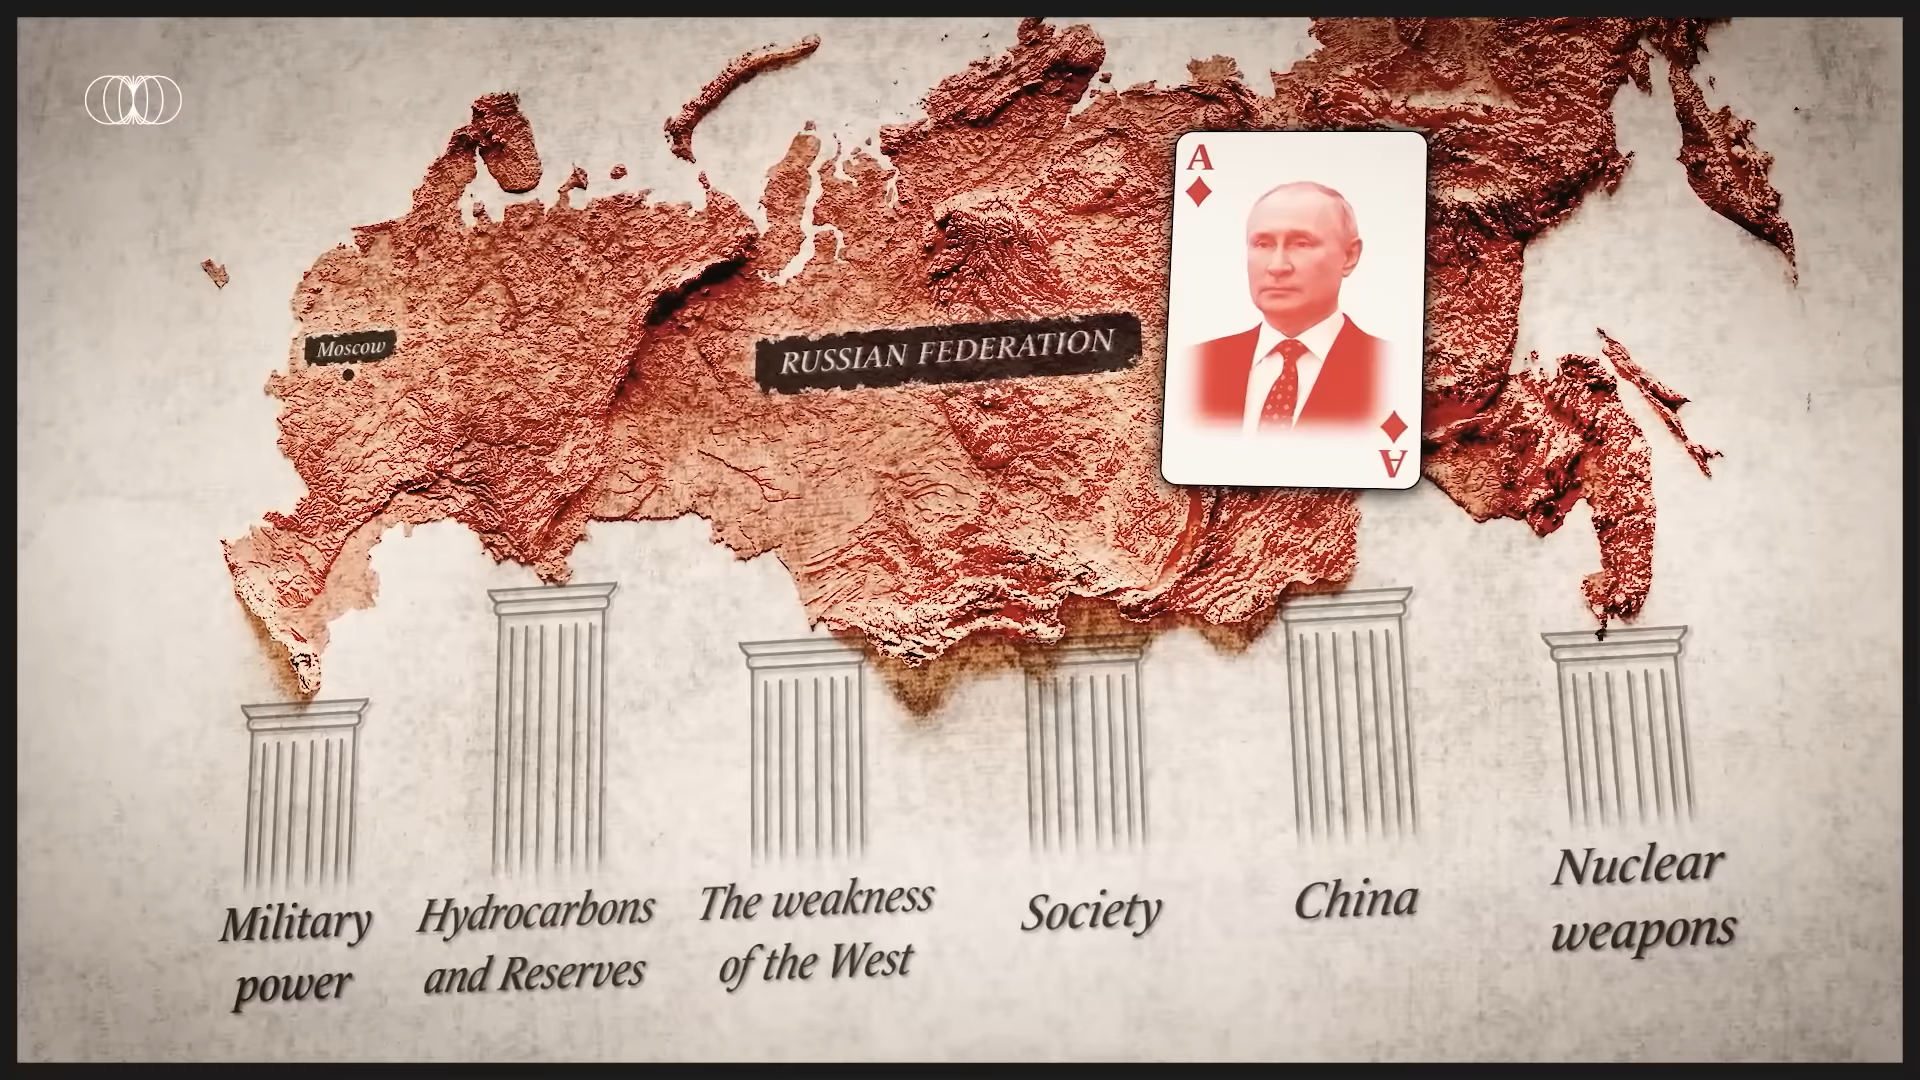 A
Moscow
RUSSIAN FEDERATION
A
Military
power
Hydrocarbons
and Reserves
The weakness
of the West
Society
China
Nuclear
weapons